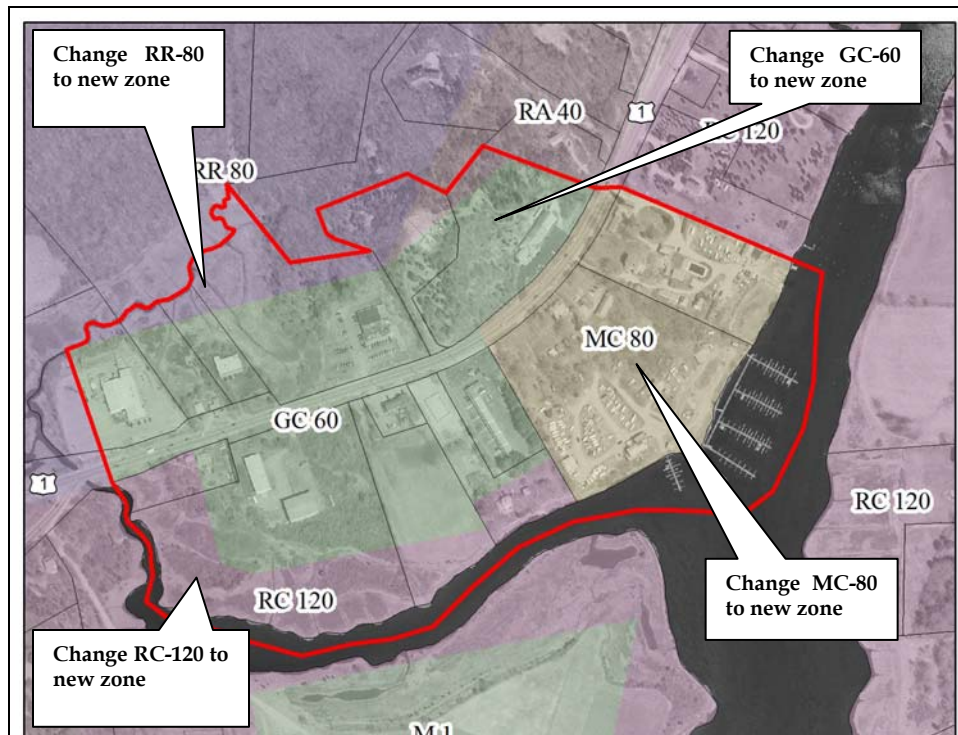 Change RR-80
to new zone
Change GC-60
to new zone
RA 40
1
RC 120
RR 80
MC 80
GC 60
1
RC 120
Change MC-80
to new zone
RC 120
Change RC-120 to
new zone
M 1